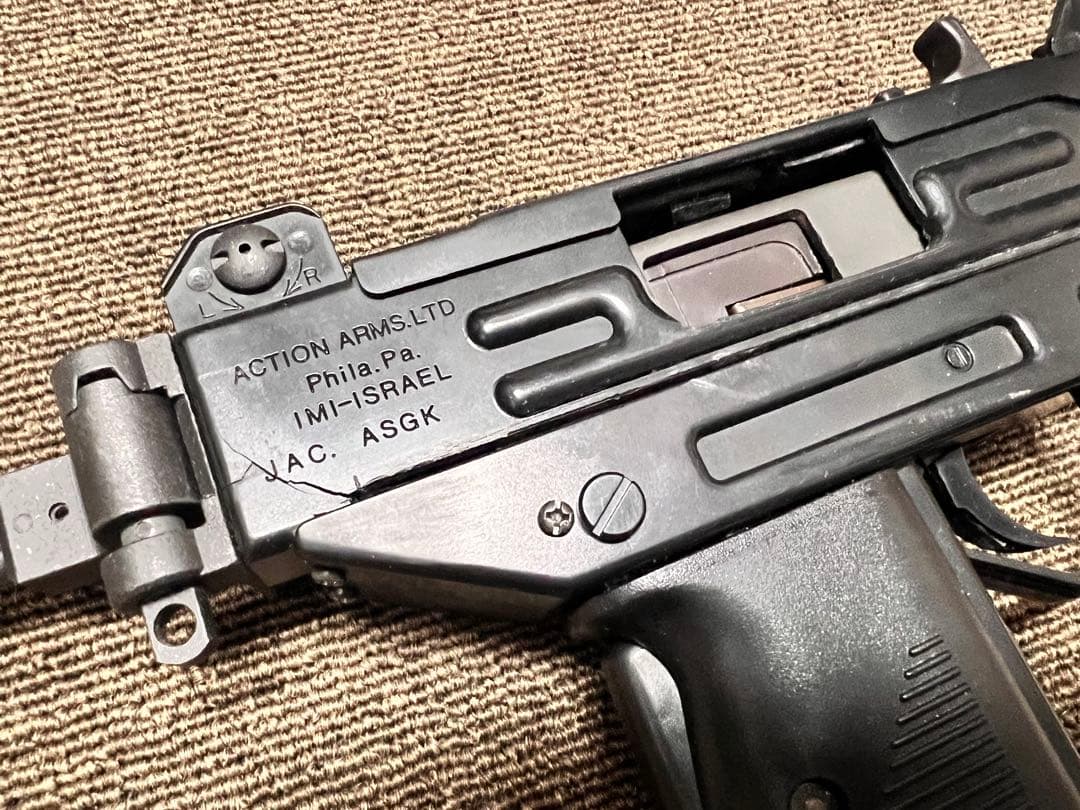 L R
ACTION ARMS.LTD
Phila.Pa.
IMI-ISRAEL
JAC. ASGK